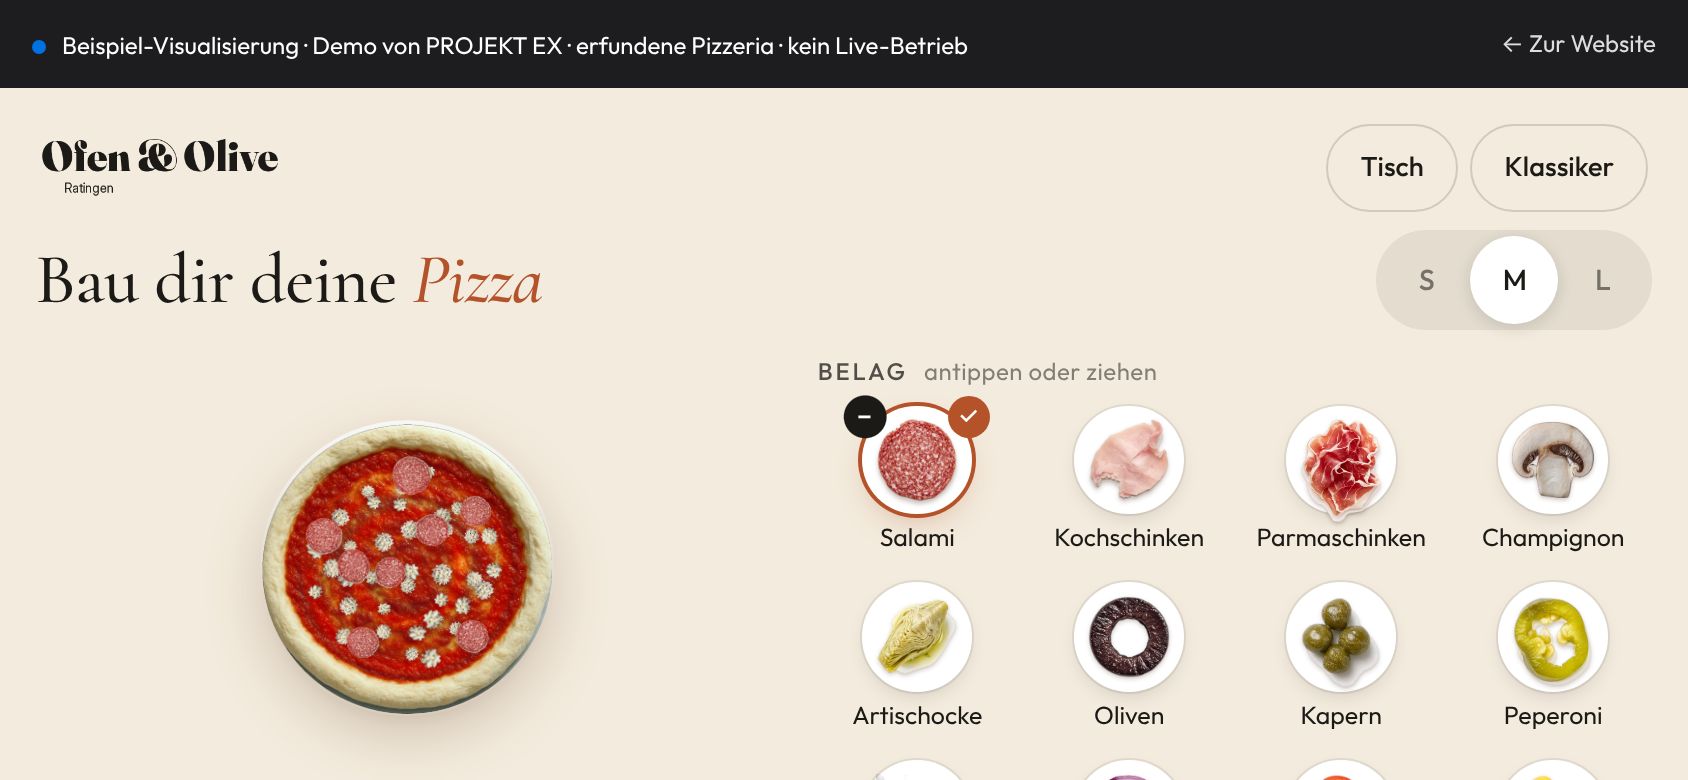 Beispiel-Visualisierung · Demo von PROJEKT EX · erfundene Pizzeria · kein Live-Betrieb
← Zur Website
Ofen & Olive
Ratingen
Tisch
Klassiker
Bau dir deine Pizza
S M L
BELAG antippen oder ziehen
Salami
Kochschinken
Parmaschinken
Champignon
Artischocke
Oliven
Kapern
Peperoni